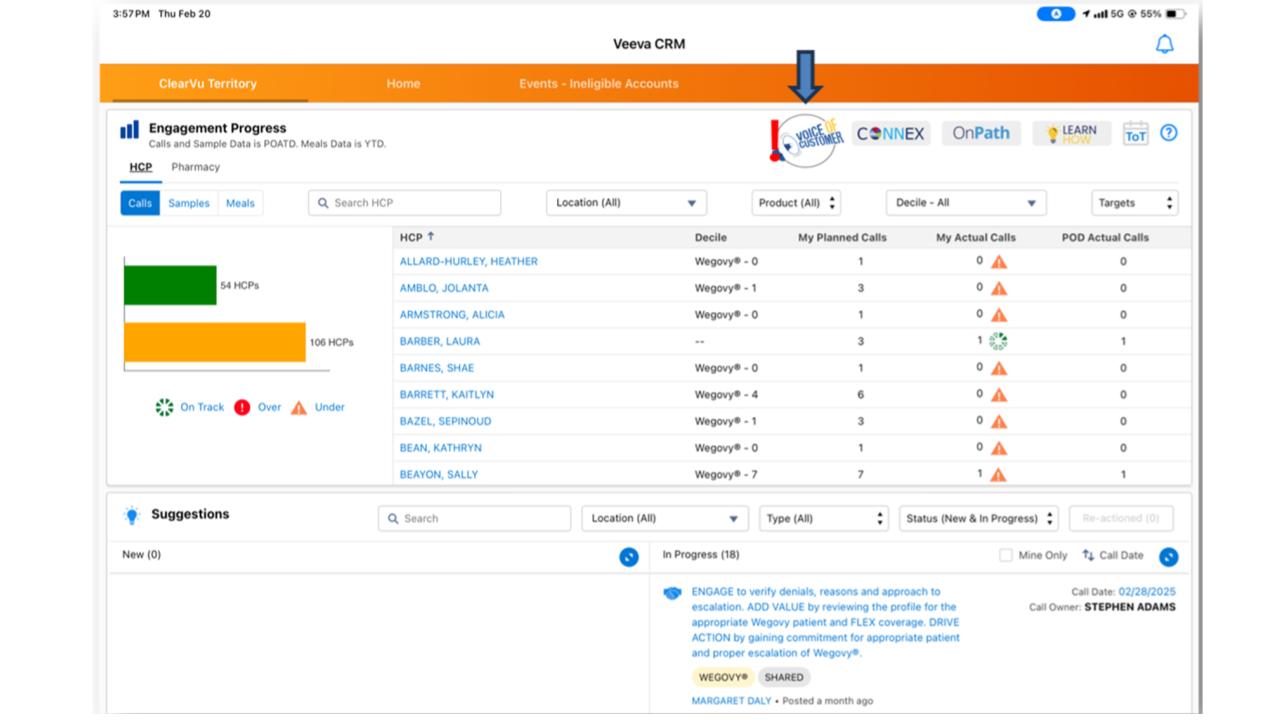 3:57 PM Thu Feb 20
5G 55%
Veeva CRM
ClearVu Territory Home Events - Ineligible Accounts
Engagement Progress
Calls and Sample Data is POATD. Meals Data is YTD.
VOICE OF CUSTOMER
CONNEX
OnPath
LEARN HOW
ToT
?
HCP Pharmacy
Calls Samples Meals Search HCP Location (All) Product (All) Decile - All Targets
HCP ↑ Decile My Planned Calls My Actual Calls POD Actual Calls
ALLARD-HURLEY, HEATHER Wegovy® - 0 1 0 0
AMBLO, JOLANTA Wegovy® - 1 3 0 0
ARMSTRONG, ALICIA Wegovy® - 0 1 0 0
BARBER, LAURA -- 3 1 1
BARNES, SHAE Wegovy® - 0 1 0 0
BARRETT, KAITLYN Wegovy® - 4 6 0 0
BAZEL, SEPINOUD Wegovy® - 1 3 0 0
BEAN, KATHRYN Wegovy® - 0 1 0 0
BEAYON, SALLY Wegovy® - 7 7 1 1
54 HCPs
106 HCPs
On Track Over Under
Suggestions Search Location (All) Type (All) Status (New & In Progress) Re-actioned (0)
New (0)
In Progress (18) Mine Only Call Date
ENGAGE to verify denials, reasons and approach to
escalation. ADD VALUE by reviewing the profile for the
appropriate Wegovy patient and FLEX coverage. DRIVE
ACTION by gaining commitment for appropriate patient
and proper escalation of Wegovy®.
Call Date: 02/28/2025
Call Owner: STEPHEN ADAMS
WEGOVY® SHARED
MARGARET DALY • Posted a month ago